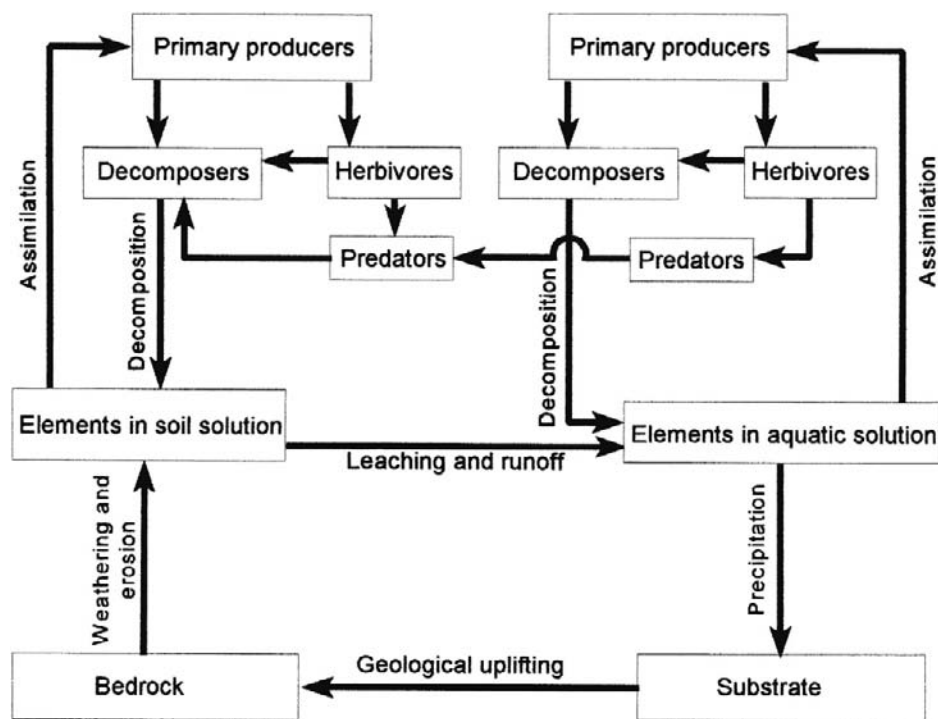 Primary producers
Primary producers
Decomposers
Herbivores
Decomposers
Herbivores
Predators
Predators
Assimilation
Decomposition
Decomposition
Assimilation
Elements in soil solution
Elements in aquatic solution
Leaching and runoff
Weathering and
erosion
Precipitation
Geological uplifting
Bedrock
Substrate